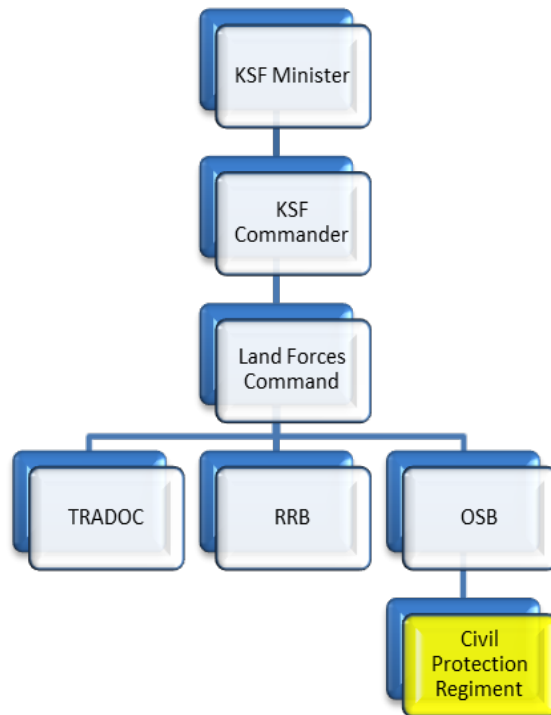 KSF Minister
KSF
Commander
Land Forces
Command
TRADOC
RRB
OSB
Civil
Protection
Regiment